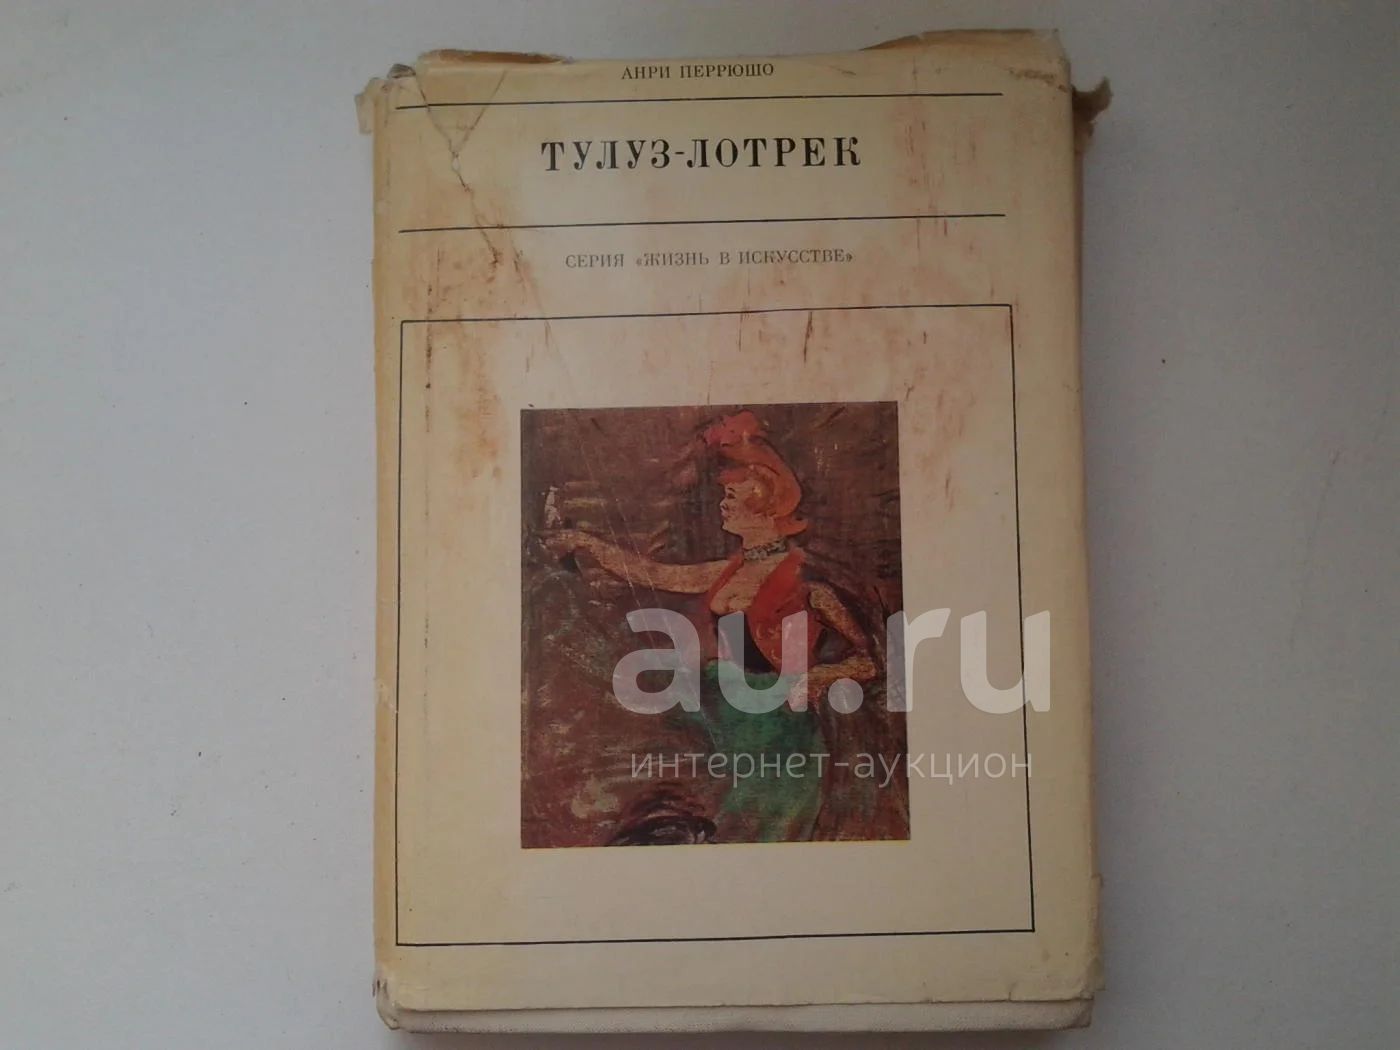 АНРИ ПЕРРЮШО
ТУЛУЗ-ЛОТРЕК
СЕРИЯ «ЖИЗНЬ В ИСКУССТВЕ»
au.ru
интернет-аукцион